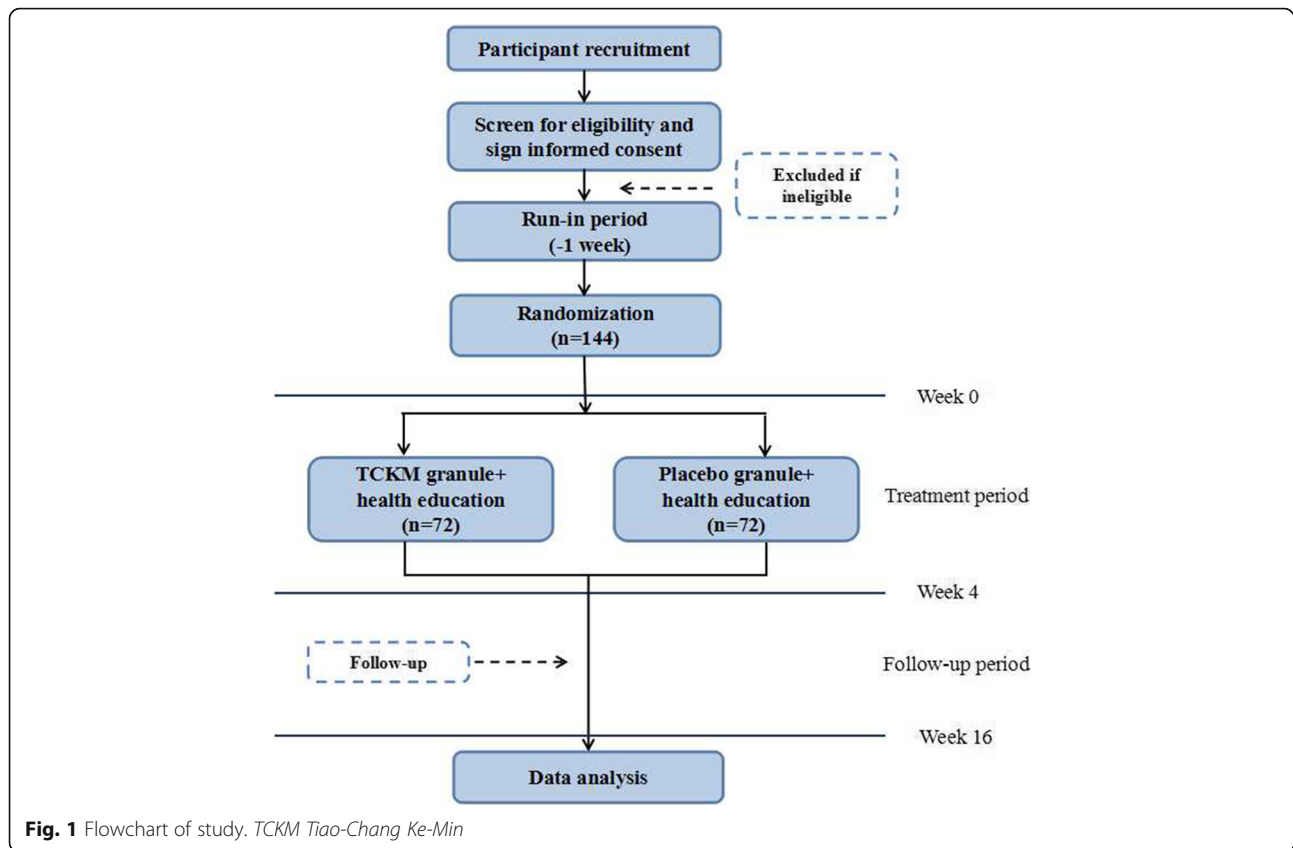 Participant recruitment
Screen for eligibility and
sign informed consent
Excluded if
ineligible
Run-in period
(-1 week)
Randomization
(n=144)
Week 0
TCKM granule+
health education
(n=72)
Placebo granule+
health education
(n=72)
Treatment period
Week 4
Follow-up
Follow-up period
Week 16
Data analysis
Fig. 1 Flowchart of study. TCKM Tiao-Chang Ke-Min